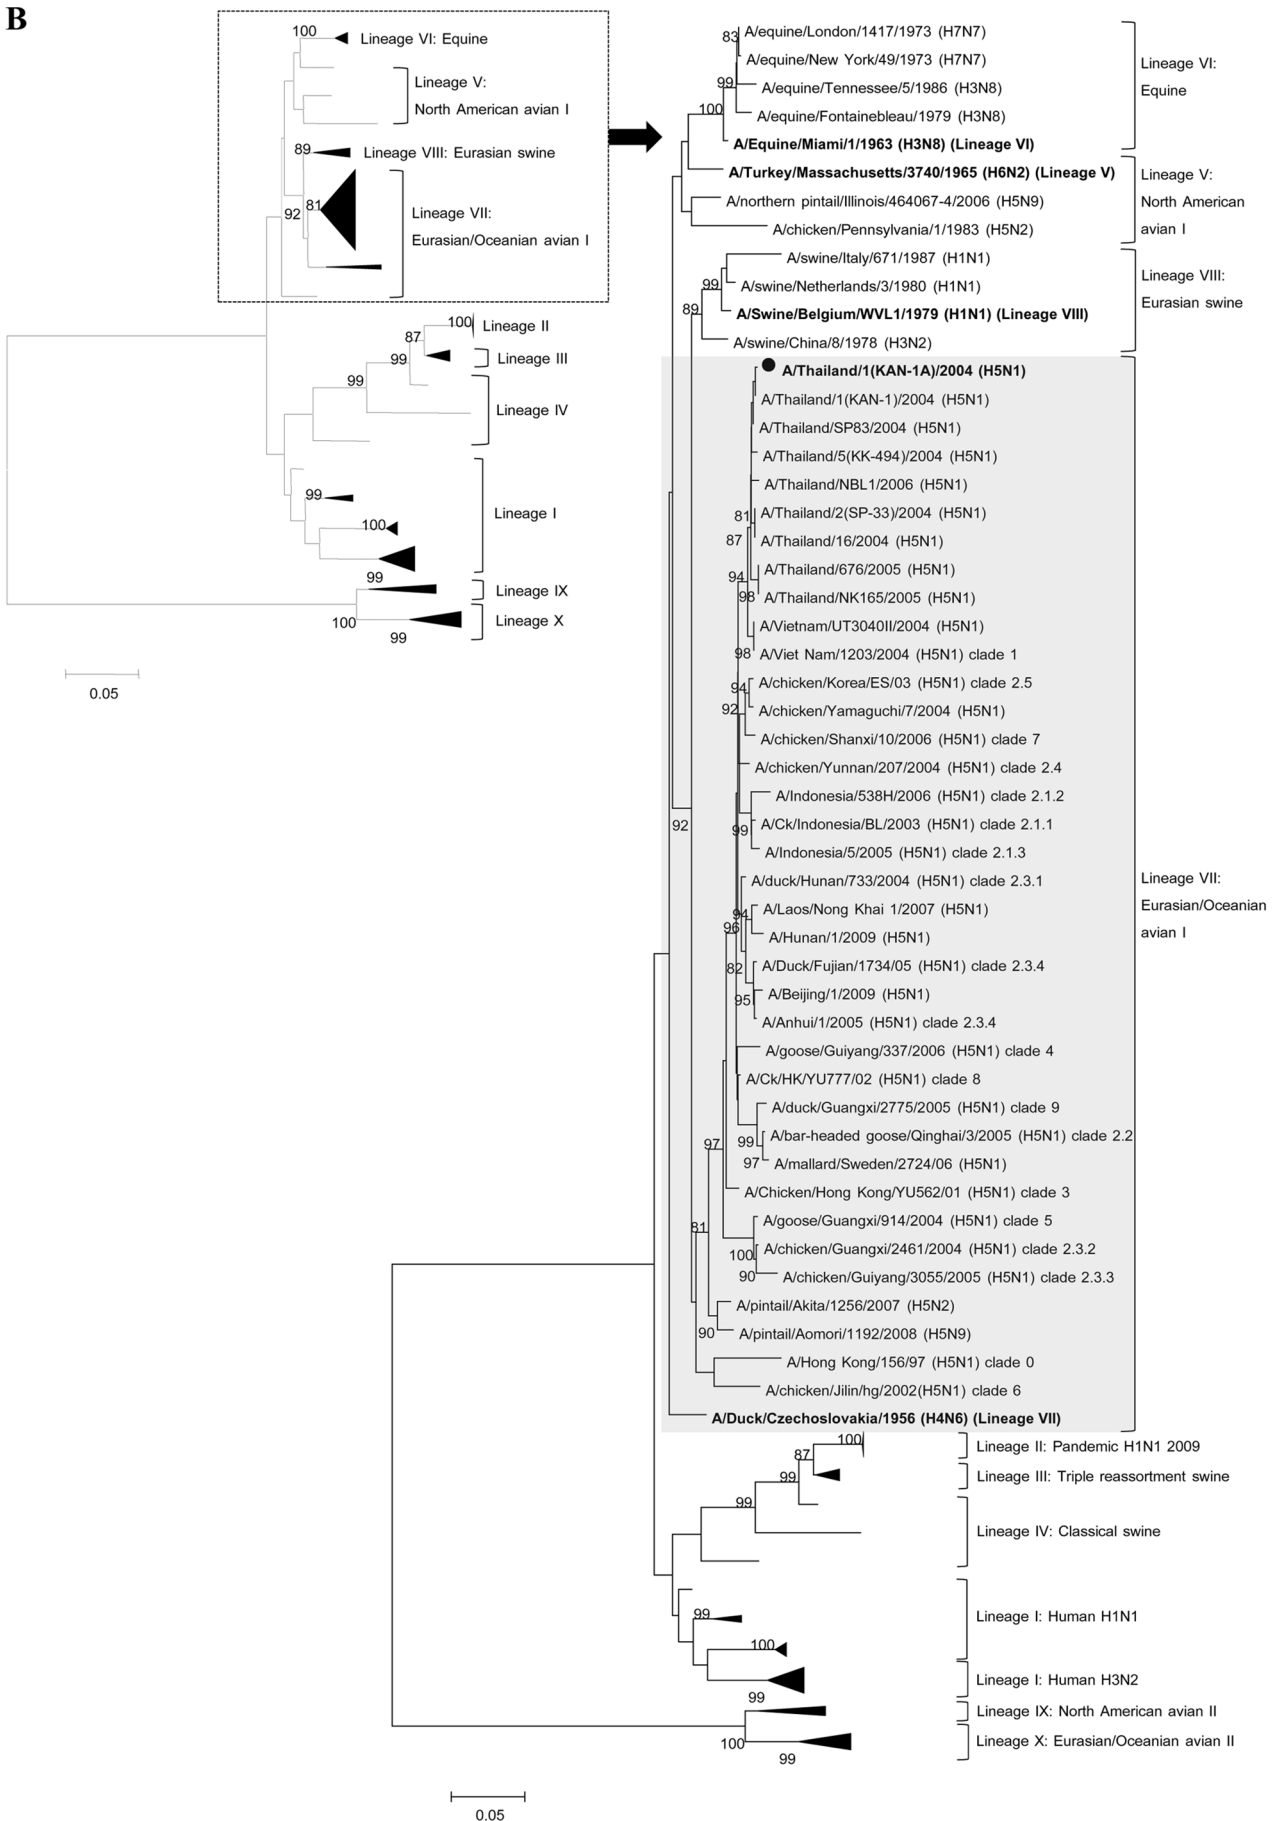 B
100
Lineage VI: Equine
Lineage V:
North American avian I
89
Lineage VIII: Eurasian swine
81
92
Lineage VII:
Eurasian/Oceanian avian I
100
Lineage II
87
99
Lineage III
99
Lineage IV
99
Lineage I
100
99
Lineage IX
100
Lineage X
99
0.05
83
A/equine/London/1417/1973 (H7N7)
A/equine/New York/49/1973 (H7N7)
99
A/equine/Tennessee/5/1986 (H3N8)
100
A/equine/Fontainebleau/1979 (H3N8)
A/Equine/Miami/1/1963 (H3N8) (Lineage VI)
Lineage VI:
Equine
A/Turkey/Massachusetts/3740/1965 (H6N2) (Lineage V)
A/northern pintail/Illinois/464067-4/2006 (H5N9)
A/chicken/Pennsylvania/1/1983 (H5N2)
Lineage V:
North American
avian I
A/swine/Italy/671/1987 (H1N1)
99
A/swine/Netherlands/3/1980 (H1N1)
89
A/Swine/Belgium/WVL1/1979 (H1N1) (Lineage VIII)
A/swine/China/8/1978 (H3N2)
Lineage VIII:
Eurasian swine
A/Thailand/1(KAN-1A)/2004 (H5N1)
A/Thailand/1(KAN-1)/2004 (H5N1)
A/Thailand/SP83/2004 (H5N1)
A/Thailand/5(KK-494)/2004 (H5N1)
A/Thailand/NBL1/2006 (H5N1)
81
A/Thailand/2(SP-33)/2004 (H5N1)
87
A/Thailand/16/2004 (H5N1)
94
A/Thailand/676/2005 (H5N1)
98
A/Thailand/NK165/2005 (H5N1)
A/Vietnam/UT3040II/2004 (H5N1)
98
A/Viet Nam/1203/2004 (H5N1) clade 1
94
A/chicken/Korea/ES/03 (H5N1) clade 2.5
92
A/chicken/Yamaguchi/7/2004 (H5N1)
A/chicken/Shanxi/10/2006 (H5N1) clade 7
A/chicken/Yunnan/207/2004 (H5N1) clade 2.4
A/Indonesia/538H/2006 (H5N1) clade 2.1.2
92
99
A/Ck/Indonesia/BL/2003 (H5N1) clade 2.1.1
A/Indonesia/5/2005 (H5N1) clade 2.1.3
A/duck/Hunan/733/2004 (H5N1) clade 2.3.1
94
A/Laos/Nong Khai 1/2007 (H5N1)
96
A/Hunan/1/2009 (H5N1)
82
A/Duck/Fujian/1734/05 (H5N1) clade 2.3.4
95
A/Beijing/1/2009 (H5N1)
A/Anhui/1/2005 (H5N1) clade 2.3.4
Lineage VII:
Eurasian/Oceanian
avian I
A/goose/Guiyang/337/2006 (H5N1) clade 4
A/Ck/HK/YU777/02 (H5N1) clade 8
A/duck/Guangxi/2775/2005 (H5N1) clade 9
97
99
A/bar-headed goose/Qinghai/3/2005 (H5N1) clade 2.2
97
A/mallard/Sweden/2724/06 (H5N1)
A/Chicken/Hong Kong/YU562/01 (H5N1) clade 3
81
A/goose/Guangxi/914/2004 (H5N1) clade 5
100
A/chicken/Guangxi/2461/2004 (H5N1) clade 2.3.2
90
A/chicken/Guiyang/3055/2005 (H5N1) clade 2.3.3
A/pintail/Akita/1256/2007 (H5N2)
90
A/pintail/Aomori/1192/2008 (H5N9)
A/Hong Kong/156/97 (H5N1) clade 0
A/chicken/Jilin/hg/2002(H5N1) clade 6
A/Duck/Czechoslovakia/1956 (H4N6) (Lineage VII)
100
Lineage II: Pandemic H1N1 2009
87
99
Lineage III: Triple reassortment swine
99
Lineage IV: Classical swine
99
Lineage I: Human H1N1
100
Lineage I: Human H3N2
99
Lineage IX: North American avian II
100
Lineage X: Eurasian/Oceanian avian II
99
0.05